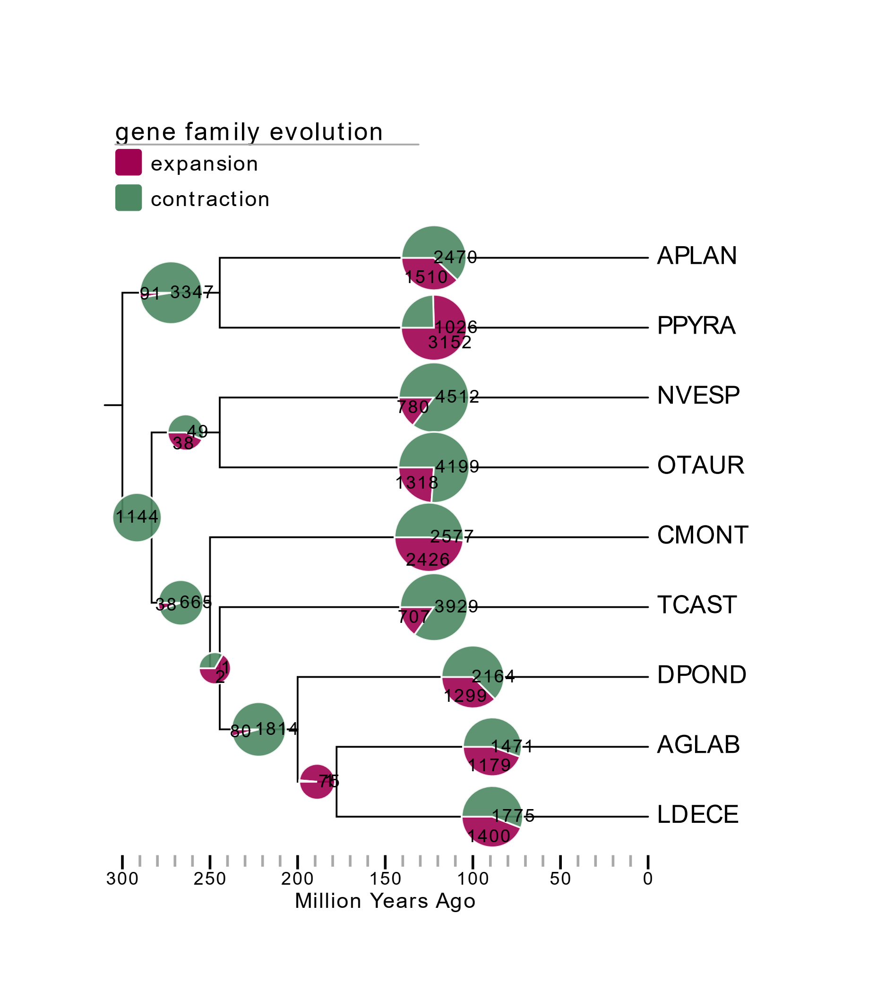 gene family evolution
expansion
contraction
2470
APLAN
1510
91 3347
1026
PPYRA
3152
4512
NVESP
780
49
38
4199
OTAUR
1318
1144
2577
CMONT
2426
38 665
3929
TCAST
707
1
2
2164
DPOND
1299
80 1814
1471
AGLAB
1179
75
1775
LDECE
1400
300 250 200 150 100 50 0
Million Years Ago